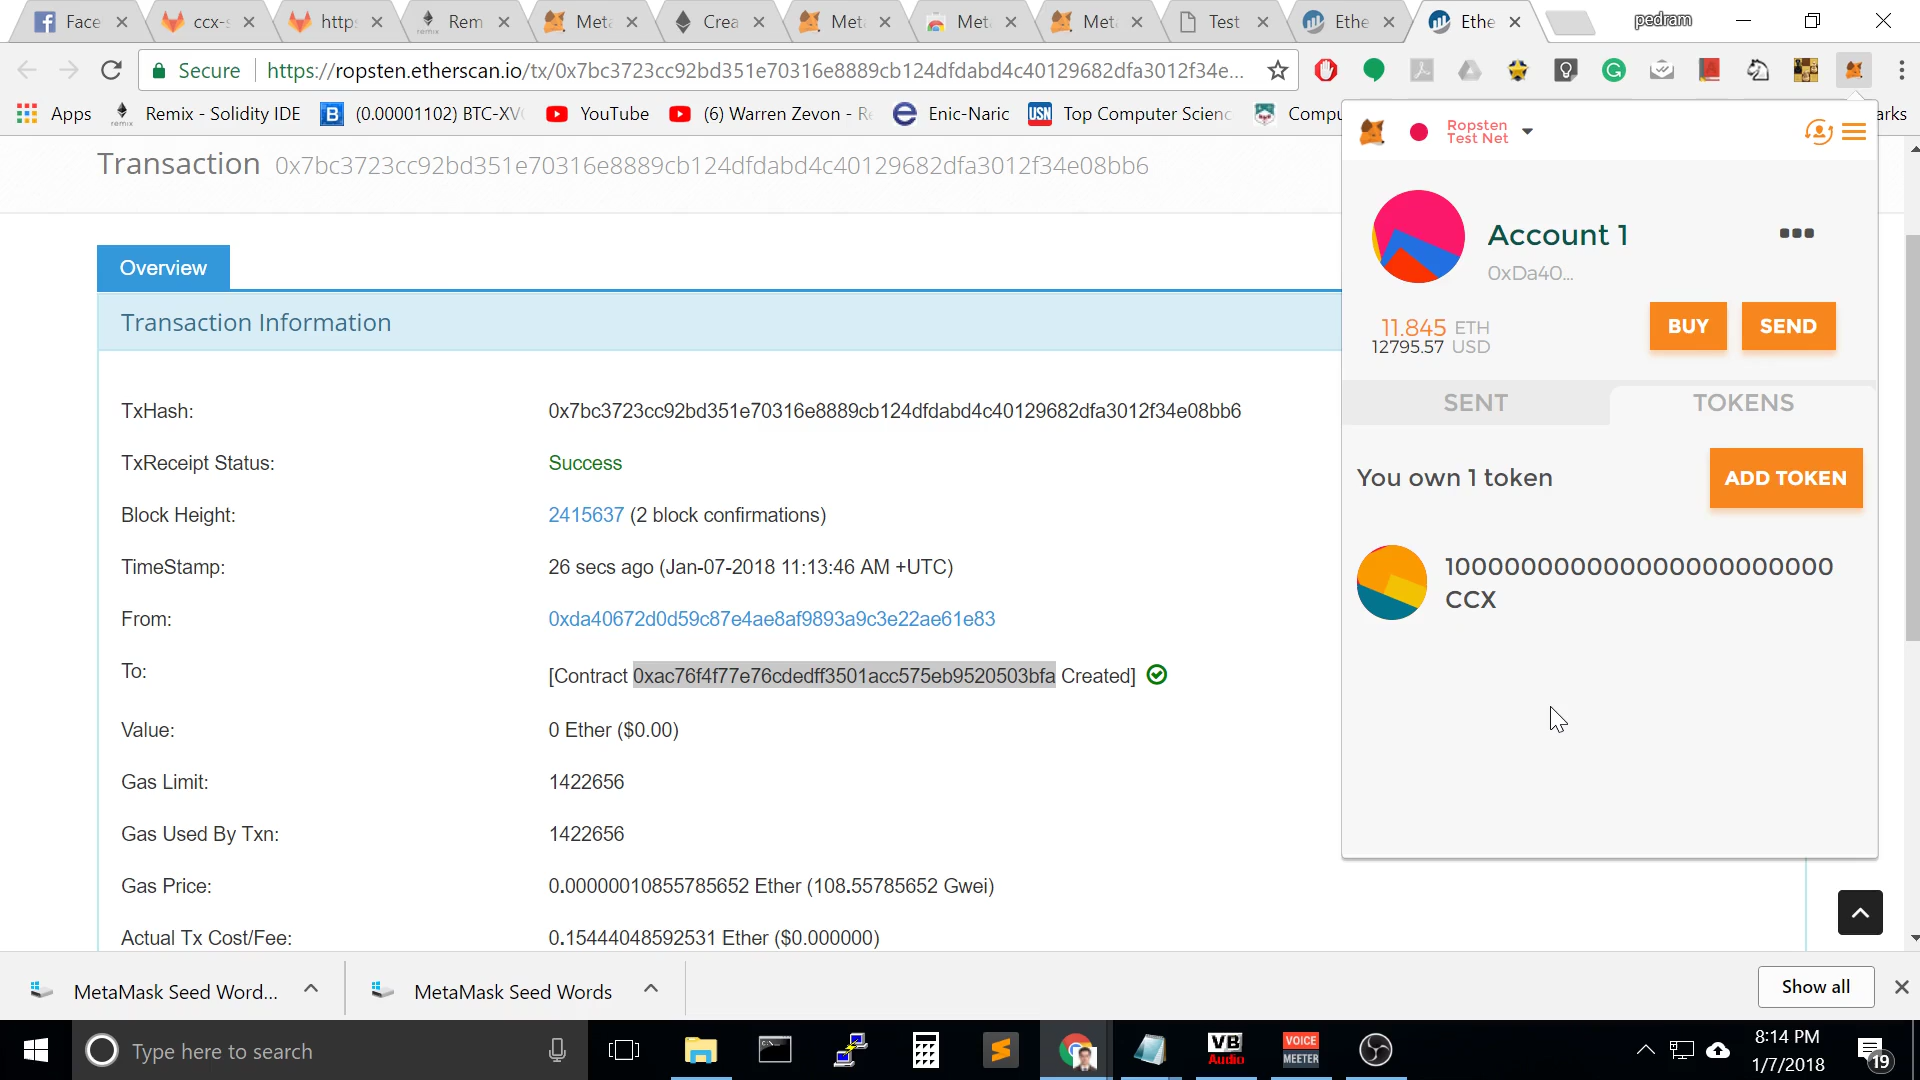 Face
ccx-s
https
Rem
Meta
Crea
Met
Met
Met
Test
Ethe
Ethe
pedram
Secure
https://ropsten.etherscan.io/tx/0x7bc3723cc92bd351e70316e8889cb124dfdabd4c40129682dfa3012f34e...
Apps
Remix - Solidity IDE
(0.00001102) BTC-XV
YouTube
(6) Warren Zevon - R
Enic-Naric
Top Computer Scienc
Compu
arks
Transaction 0x7bc3723cc92bd351e70316e8889cb124dfdabd4c40129682dfa3012f34e08bb6
Overview
Transaction Information
TxHash: 0x7bc3723cc92bd351e70316e8889cb124dfdabd4c40129682dfa3012f34e08bb6
TxReceipt Status: Success
Block Height: 2415637 (2 block confirmations)
TimeStamp: 26 secs ago (Jan-07-2018 11:13:46 AM +UTC)
From: 0xda40672d0d59c87e4ae8af9893a9c3e22ae61e83
To: [Contract 0xac76f4f77e76cdedff3501acc575eb9520503bfa Created]
Value: 0 Ether ($0.00)
Gas Limit: 1422656
Gas Used By Txn: 1422656
Gas Price: 0.00000010855785652 Ether (108.55785652 Gwei)
Actual Tx Cost/Fee: 0.15444048592531 Ether ($0.000000)
Ropsten
Test Net
Account 1
0xDa40...
11.845 ETH
12795.57 USD
BUY
SEND
SENT
TOKENS
You own 1 token
ADD TOKEN
1000000000000000000000000
CCX
MetaMask Seed Word...
MetaMask Seed Words
Show all
Type here to search
VB
Audio
VOICE
MEETER
8:14 PM
1/7/2018
19